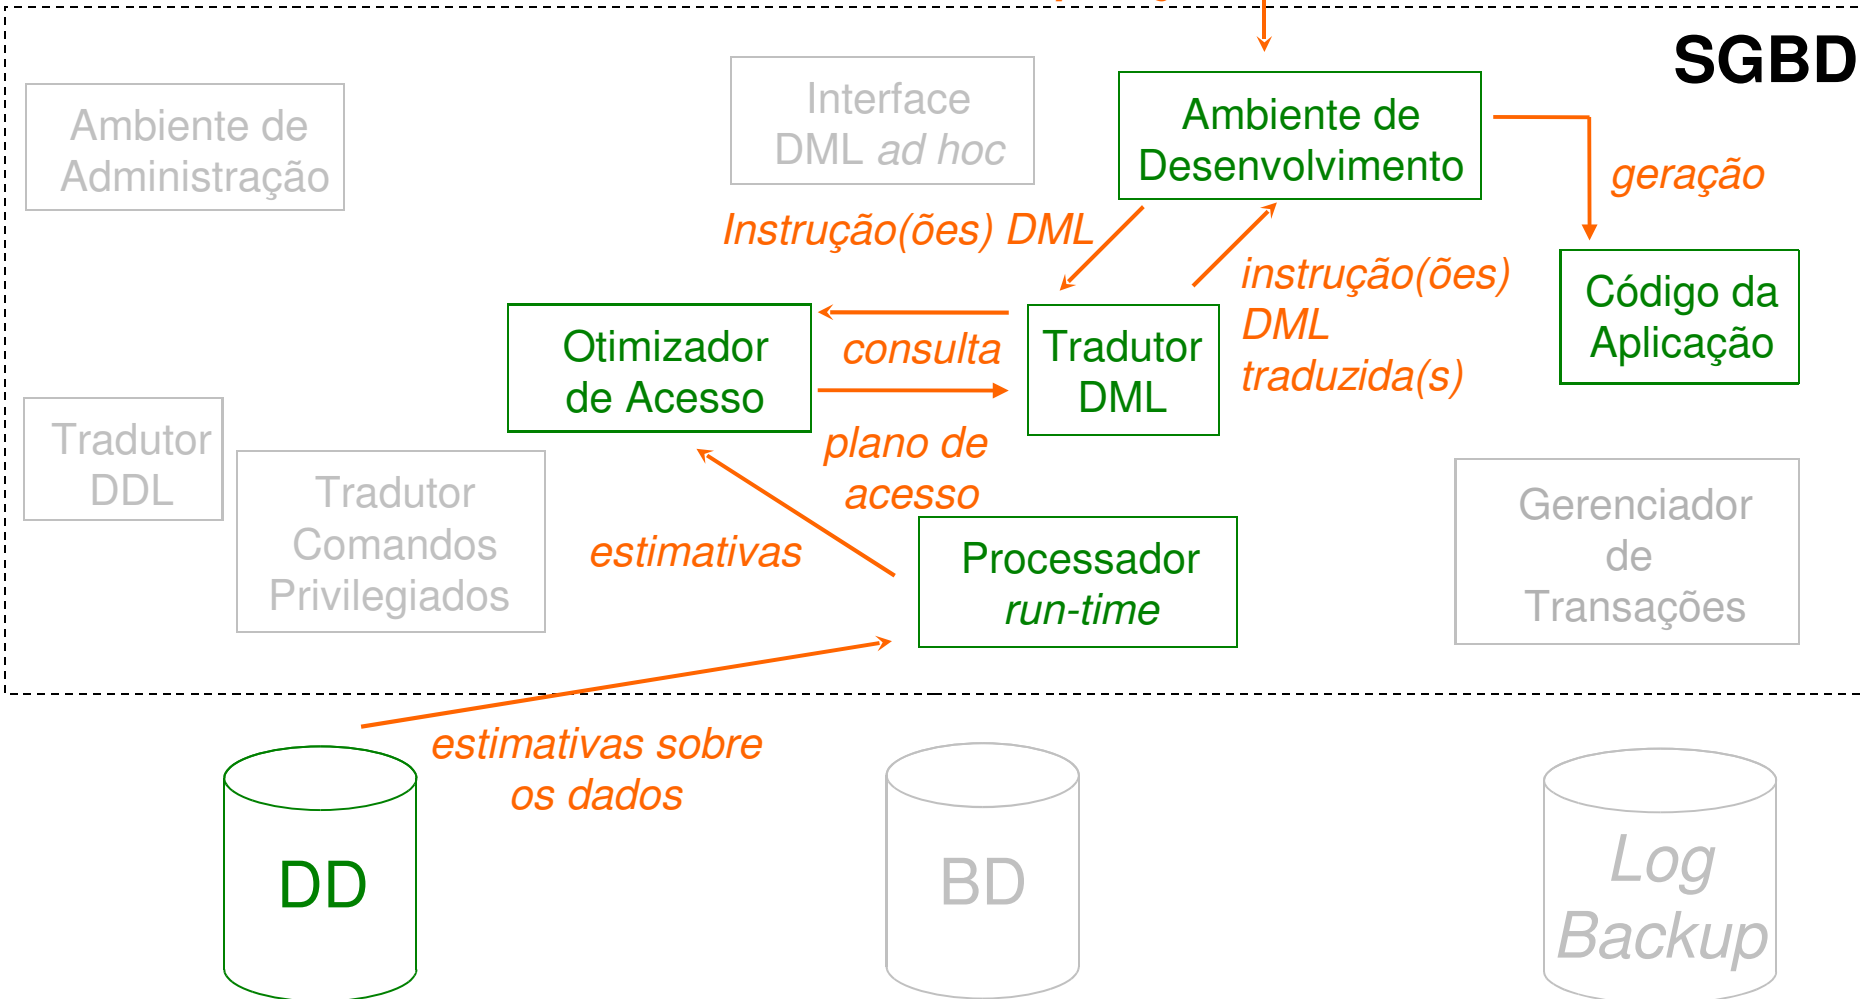 SGBD
Ambiente de
Administração
Interface
DML ad hoc
Ambiente de
Desenvolvimento
geração
Instrução(ões) DML
instrução(ões)
DML
traduzida(s)
Código da
Aplicação
Otimizador
de Acesso
consulta
Tradutor
DML
plano de
acesso
Tradutor
DDL
Tradutor
Comandos
Privilegiados
estimativas
Processador
run-time
Gerenciador
de
Transações
estimativas sobre
os dados
DD
BD
Log
Backup